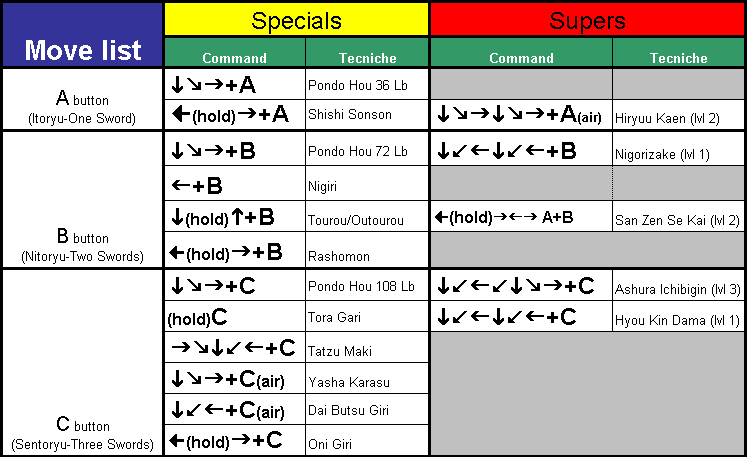 Move list
Specials
Supers
Command
Tecniche
Command
Tecniche
A button
(Itoryu-One Sword)
↓↘→+A
Pondo Hou 36 Lb
←(hold)→+A
Shishi Sonson
↓↘→↓↘→+A(air)
Hiryuu Kaen (lvl 2)
B button
(Nitoryu-Two Swords)
↓↘→+B
Pondo Hou 72 Lb
↓↙←↓↙←+B
Nigorizake (lvl 1)
←+B
Nigiri
↓(hold)↑+B
Tourou/Outourou
←(hold)→←→ A+B
San Zen Se Kai (lvl 2)
←(hold)→+B
Rashomon
C button
(Sentoryu-Three Swords)
↓↘→+C
Pondo Hou 108 Lb
↓↙←↙↓↘→+C
Ashura Ichibigin (lvl 3)
(hold)C
Tora Gari
↓↙←↓↙←+C
Hyou Kin Dama (lvl 1)
→↘↓↙←+C
Tatzu Maki
↓↘→+C(air)
Yasha Karasu
↓↙←+C(air)
Dai Butsu Giri
←(hold)→+C
Oni Giri